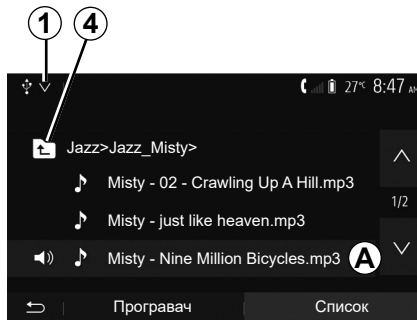 1 4
27°C 8:47 AM
Jazz>Jazz_Misty>
Misty - 02 - Crawling Up A Hill.mp3
1/2
Misty - just like heaven.mp3
Misty - Nine Million Bicycles.mp3 A
Програвач Список